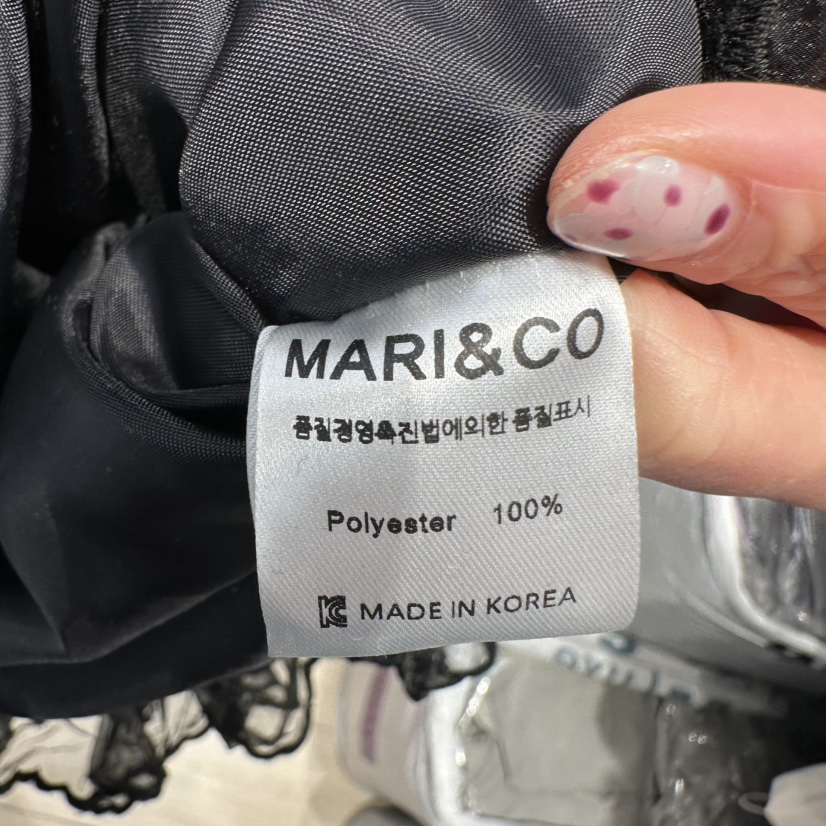 MARI&CO
품질경영촉진법에의한 품질표시
Polyester 100%
KC MADE IN KOREA